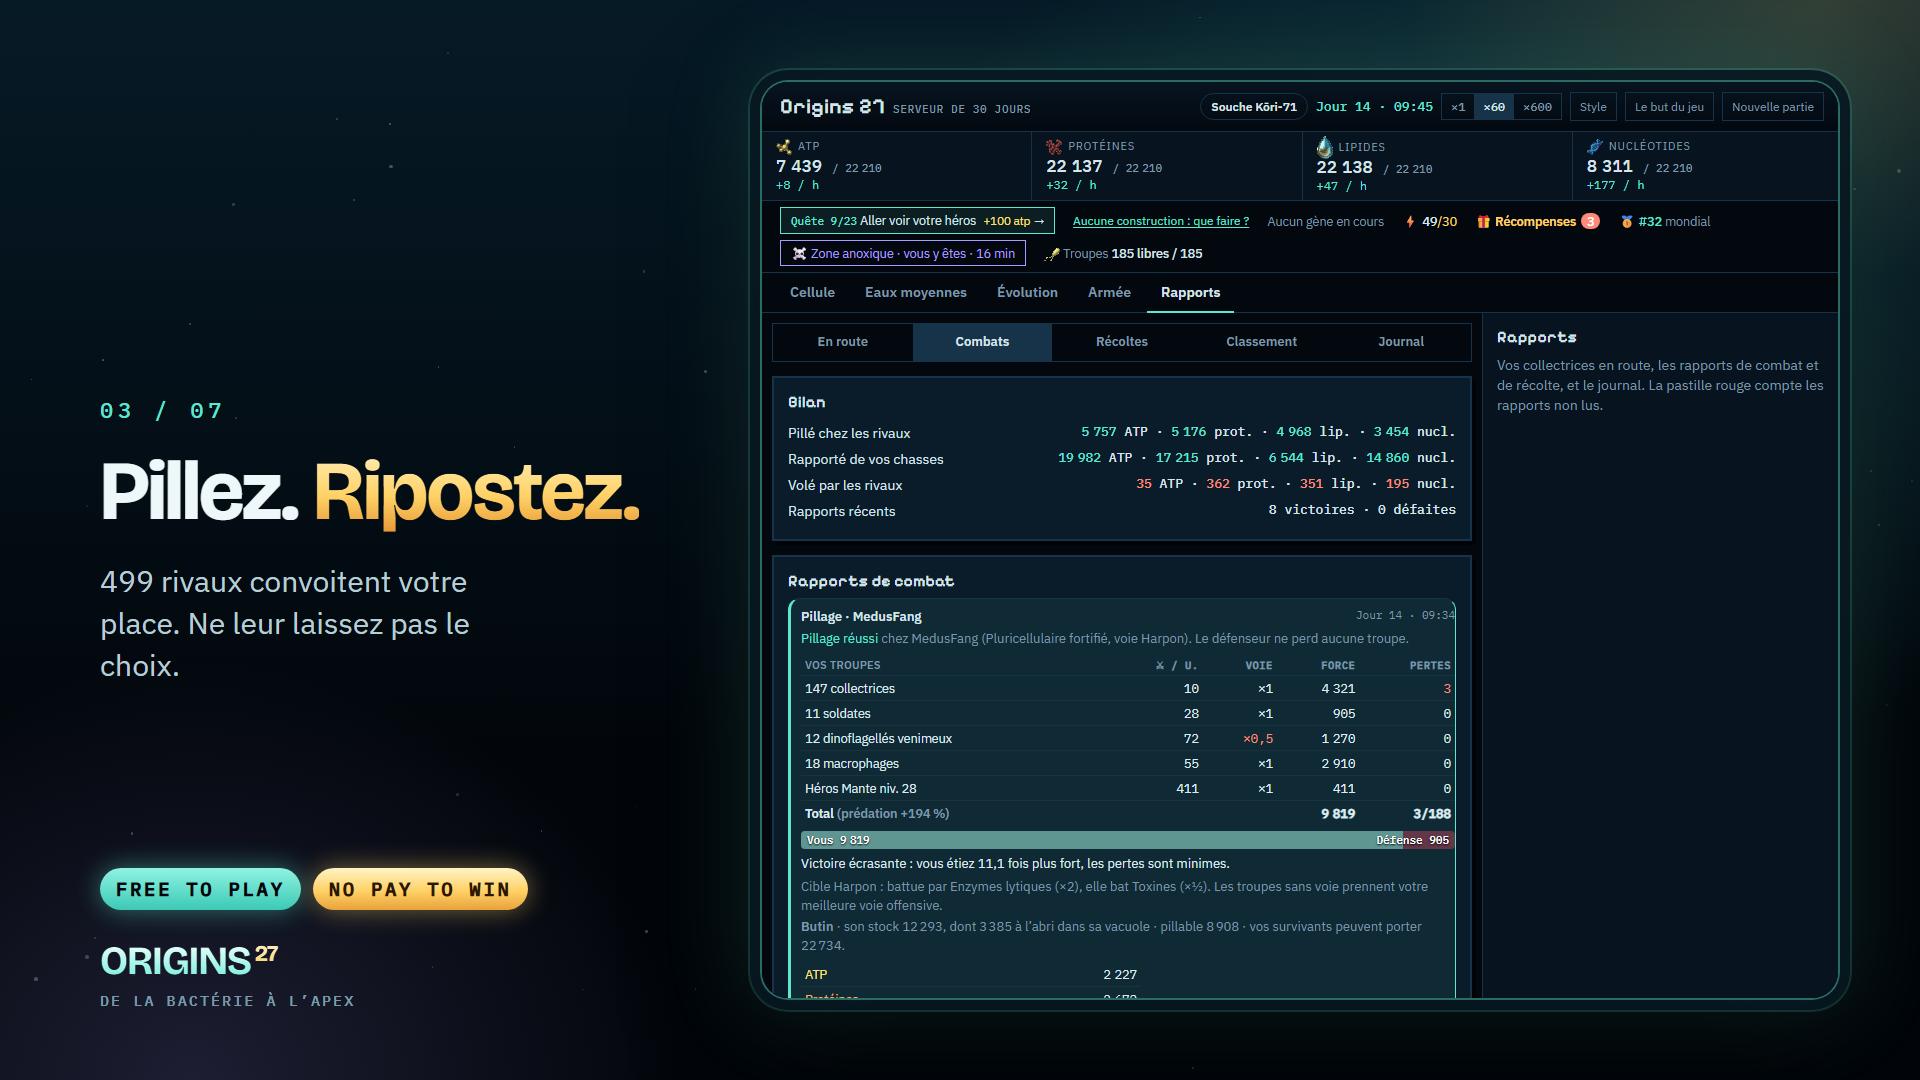 03 / 07
Pillez. Ripostez.
499 rivaux convoitent votre
place. Ne leur laissez pas le
choix.
FREE TO PLAY NO PAY TO WIN
ORIGINS 27
DE LA BACTÉRIE À L’APEX
Origins 27 SERVEUR DE 30 JOURS Souche Kōri-71 Jour 14 · 09:45 ×1 ×60 ×600 Style Le but du jeu Nouvelle partie
ATP
7 439 / 22 210
+8 / h
PROTÉINES
22 137 / 22 210
+32 / h
LIPIDES
22 138 / 22 210
+47 / h
NUCLÉOTIDES
8 311 / 22 210
+177 / h
Quête 9/23 Aller voir votre héros +100 atp → Aucune construction : que faire ? Aucun gène en cours 49/30 Récompenses 3 #32 mondial
Zone anoxique · vous y êtes · 16 min Troupes 185 libres / 185
Cellule Eaux moyennes Évolution Armée Rapports
En route Combats Récoltes Classement Journal
Bilan
Pillé chez les rivaux 5 757 ATP · 5 176 prot. · 4 968 lip. · 3 454 nucl.
Rapporté de vos chasses 19 982 ATP · 17 215 prot. · 6 544 lip. · 14 860 nucl.
Volé par les rivaux 35 ATP · 362 prot. · 351 lip. · 195 nucl.
Rapports récents 8 victoires · 0 défaites
Rapports de combat
Pillage · MedusFang Jour 14 · 09:34
Pillage réussi chez MedusFang (Pluricellulaire fortifié, voie Harpon). Le défenseur ne perd aucune troupe.
VOS TROUPES ⚔ / U. VOIE FORCE PERTES
147 collectrices 10 ×1 4 321 3
11 soldates 28 ×1 905 0
12 dinoflagellés venimeux 72 ×0,5 1 270 0
18 macrophages 55 ×1 2 910 0
Héros Mante niv. 28 411 ×1 411 0
Total (prédation +194 %) 9 819 3/188
Vous 9 819 Défense 905
Victoire écrasante : vous étiez 11,1 fois plus fort, les pertes sont minimes.
Cible Harpon : battue par Enzymes lytiques (×2), elle bat Toxines (×½). Les troupes sans voie prennent votre
meilleure voie offensive.
Butin · son stock 12 293, dont 3 385 à l’abri dans sa vacuole · pillable 8 908 · vos survivants peuvent porter
22 734.
ATP 2 227
Rapports
Vos collectrices en route, les rapports de combat et
de récolte, et le journal. La pastille rouge compte les
rapports non lus.